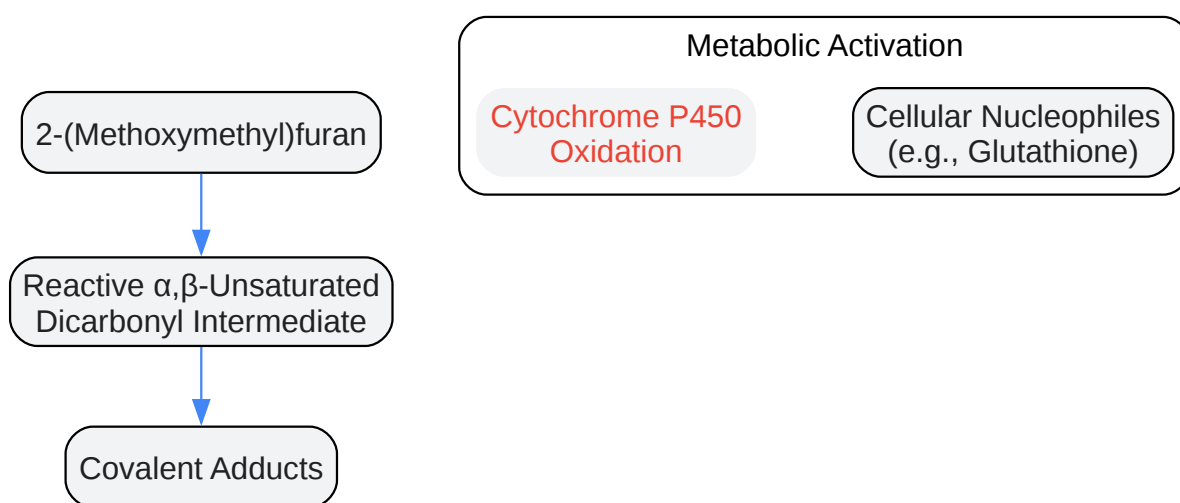 Metabolic Activation
2-(Methoxymethyl)furan
Cytochrome P450
Oxidation
Cellular Nucleophiles
(e.g., Glutathione)
Reactive α,β-Unsaturated
Dicarbonyl Intermediate
Covalent Adducts